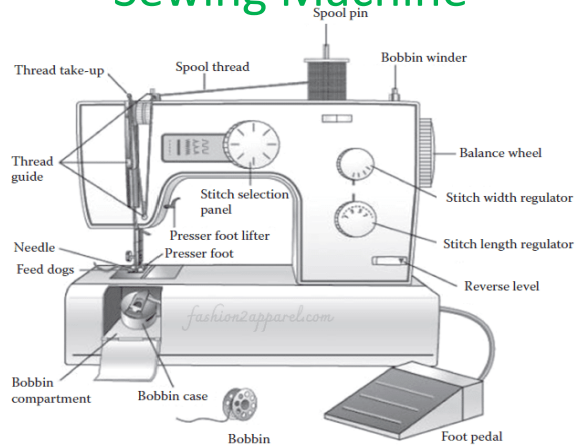 Sewing Machine
Spool pin
Thread take-up
Spool thread
Bobbin winder
Thread
guide
Balance wheel
Stitch selection
panel
Stitch width regulator
Presser foot lifter
Needle
Presser foot
Stitch length regulator
Feed dogs
Reverse level
fashion2apparel.com
Bobbin
compartment
Bobbin case
Bobbin
Foot pedal